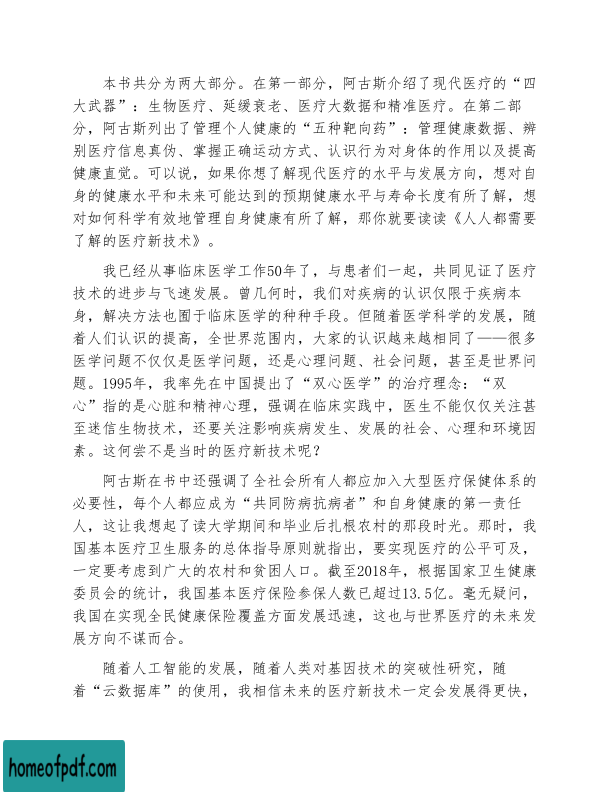 本书共分为两大部分。在第一部分，阿古斯介绍了现代医疗的“四
大武器”：生物医疗、延缓衰老、医疗大数据和精准医疗。在第二部
分，阿古斯列出了管理个人健康的“五种靶向药”：管理健康数据、辨
别医疗信息真伪、掌握正确运动方式、认识行为对身体的作用以及提高
健康直觉。可以说，如果你想了解现代医疗的水平与发展方向，想对自
身的健康水平和未来可能达到的预期健康水平与寿命长度有所了解，想
对如何科学有效地管理自身健康有所了解，那你就要读读《人人都需要
了解的医疗新技术》。
我已经从事临床医学工作50年了，与患者们一起，共同见证了医疗
技术的进步与飞速发展。曾几何时，我们对疾病的认识仅限于疾病本
身，解决方法也囿于临床医学的种种手段。但随着医学科学的发展，随
着人们认识的提高，全世界范围内，大家的认识越来越相同了——很多
医学问题不仅仅是医学问题，还是心理问题、社会问题，甚至是世界问
题。1995年，我率先在中国提出了“双心医学”的治疗理念：“双
心”指的是心脏和精神心理，强调在临床实践中，医生不能仅仅关注甚
至迷信生物技术，还要关注影响疾病发生、发展的社会、心理和环境因
素。这何尝不是当时的医疗新技术呢？
阿古斯在书中还强调了全社会所有人都应加入大型医疗保健体系的
必要性，每个人都应成为“共同防病抗病者”和自身健康的第一责任
人，这让我想起了读大学期间和毕业后扎根农村的那段时光。那时，我
国基本医疗卫生服务的总体指导原则就指出，要实现医疗的公平可及，
一定要考虑到广大的农村和贫困人口。截至2018年，根据国家卫生健康
委员会的统计，我国基本医疗保险参保人数已超过13.5亿。毫无疑问，
我国在实现全民健康保险覆盖方面发展迅速，这也与世界医疗的未来发
展方向不谋而合。
随着人工智能的发展，随着人类对基因技术的突破性研究，随
着“云数据库”的使用，我相信未来的医疗新技术一定会发展得更快，
homeofpdf.com